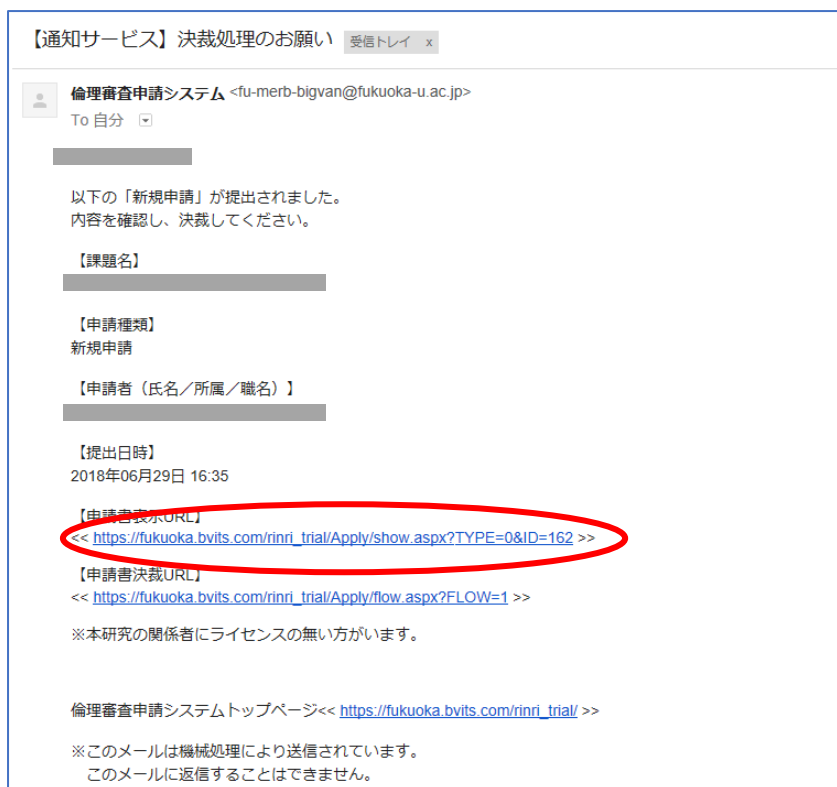 【通知サービス】決裁処理のお願い 受信トレイ x
倫理審査申請システム <fu-merb-bigvan@fukuoka-u.ac.jp>
To 自分
以下の「新規申請」が提出されました。
内容を確認し、決裁してください。
【課題名】
【申請種類】
新規申請
【申請者（氏名／所属／職名）】
【提出日時】
2018年06月29日 16:35
【申請書表示URL】
<< https://fukuoka.bvits.com/rinri_trial/Apply/show.aspx?TYPE=0&ID=162 >>
【申請書決裁URL】
<< https://fukuoka.bvits.com/rinri_trial/Apply/flow.aspx?FLOW=1 >>
※本研究の関係者にライセンスの無い方がいます。
倫理審査申請システムトップページ<< https://fukuoka.bvits.com/rinri_trial/ >>
※このメールは機械処理により送信されています。
このメールに返信することはできません。